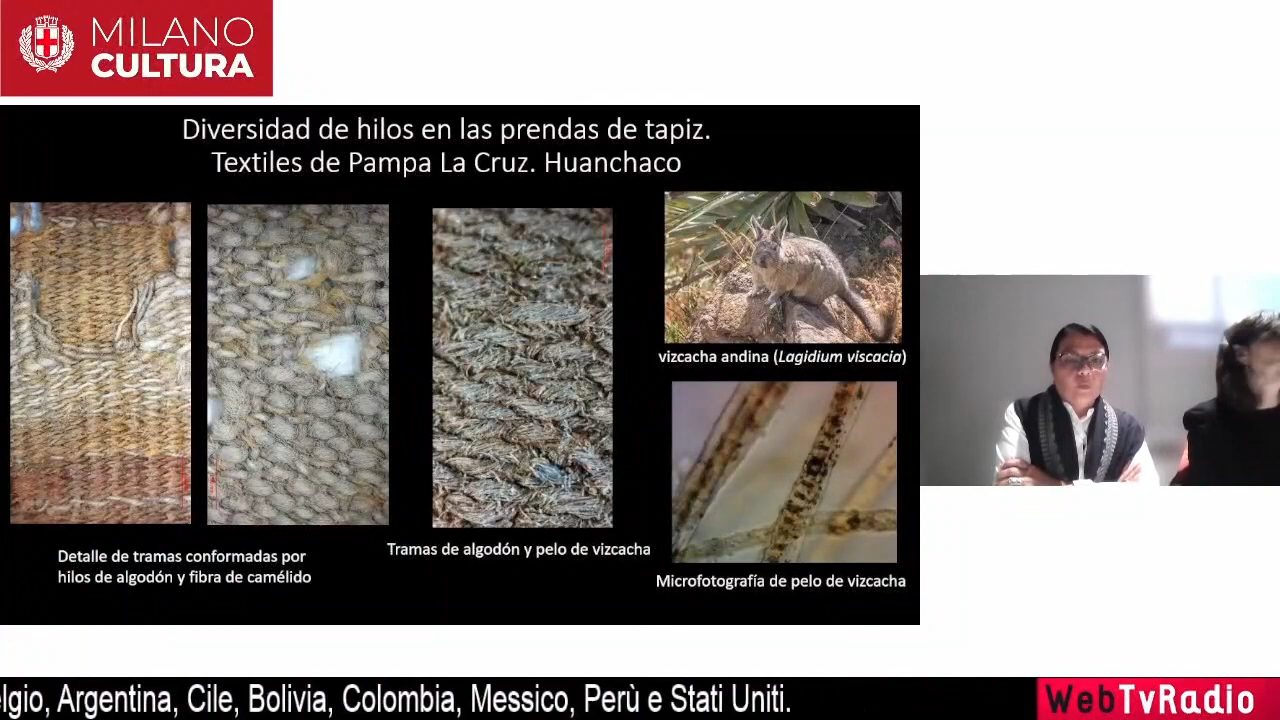 MILANO
CULTURA
Diversidad de hilos en las prendas de tapiz.
Textiles de Pampa La Cruz. Huanchaco
vizcacha andina (Lagidium viscacia)
Detalle de tramas conformadas por
hilos de algodón y fibra de camélido
Tramas de algodón y pelo de vizcacha
Microfotografía de pelo de vizcacha
Argentina, Cile, Bolivia, Colombia, Messico, Perù e Stati Uniti.
WebTvRadio